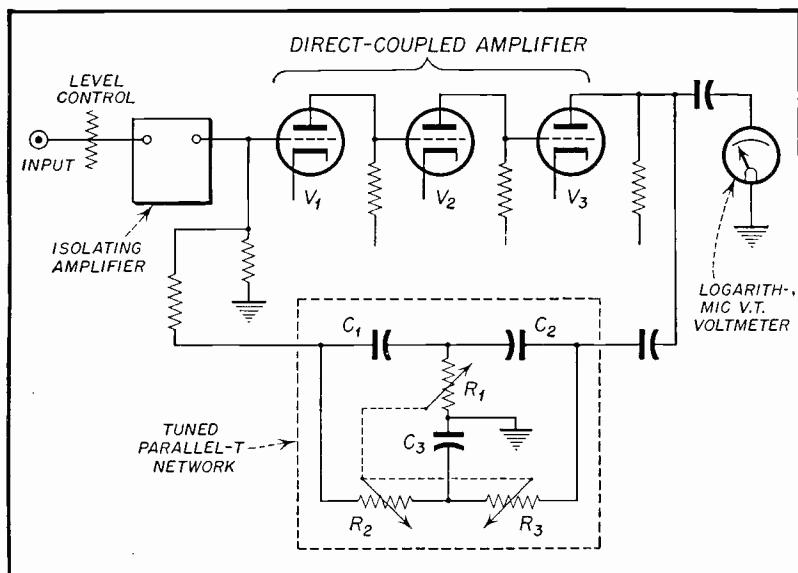 DIRECT-COUPLED AMPLIFIER
LEVEL
CONTROL
INPUT
V1
V2
V3
ISOLATING
AMPLIFIER
LOGARITH-
MIC V.T.
VOLTMETER
C1
C2
R1
C3
TUNED
PARALLEL-T
NETWORK
R2
R3